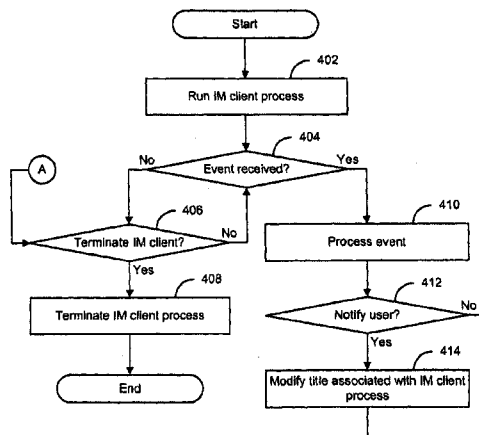 Start
402
Run IM client process
404
No
Event received?
Yes
A
406
Terminate IM client?
No
Yes
410
Process event
408
Terminate IM client process
412
Notify user?
No
Yes
End
414
Modify title associated with IM client
process